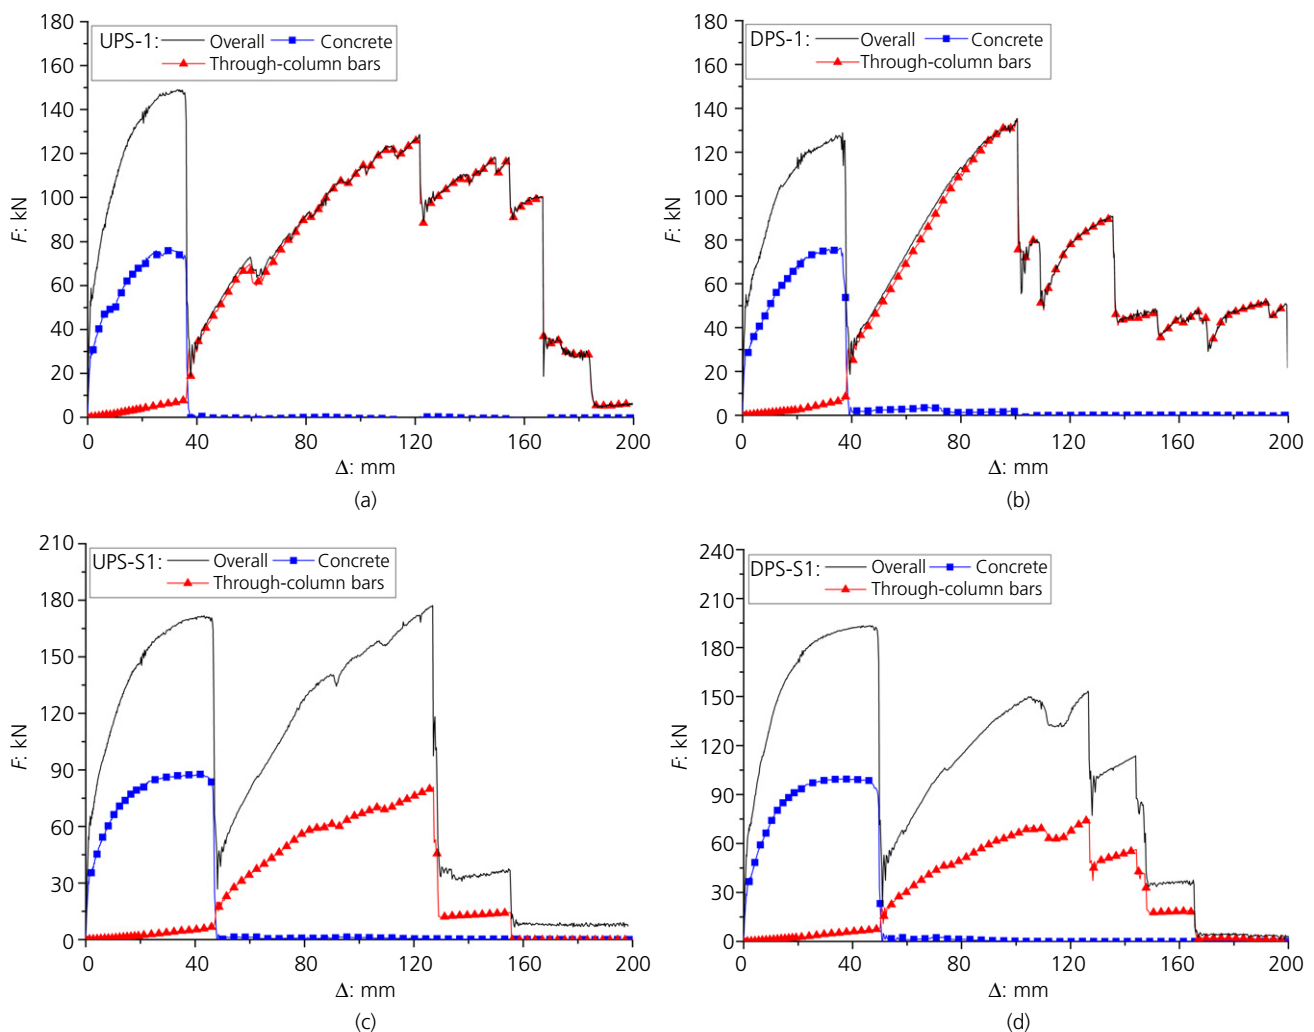 UPS-1: Overall Concrete
Through-column bars
180
160
140
120
100
80
60
40
20
0
F: kN
0 40 80 120 160 200
Δ: mm
(a)
DPS-1: Overall Concrete
Through-column bars
180
160
140
120
100
80
60
40
20
0
F: kN
0 40 80 120 160 200
Δ: mm
(b)
UPS-S1: Overall Concrete
Through-column bars
210
180
150
120
90
60
30
0
F: kN
0 40 80 120 160 200
Δ: mm
(c)
DPS-S1: Overall Concrete
Through-column bars
240
210
180
150
120
90
60
30
0
F: kN
0 40 80 120 160 200
Δ: mm
(d)